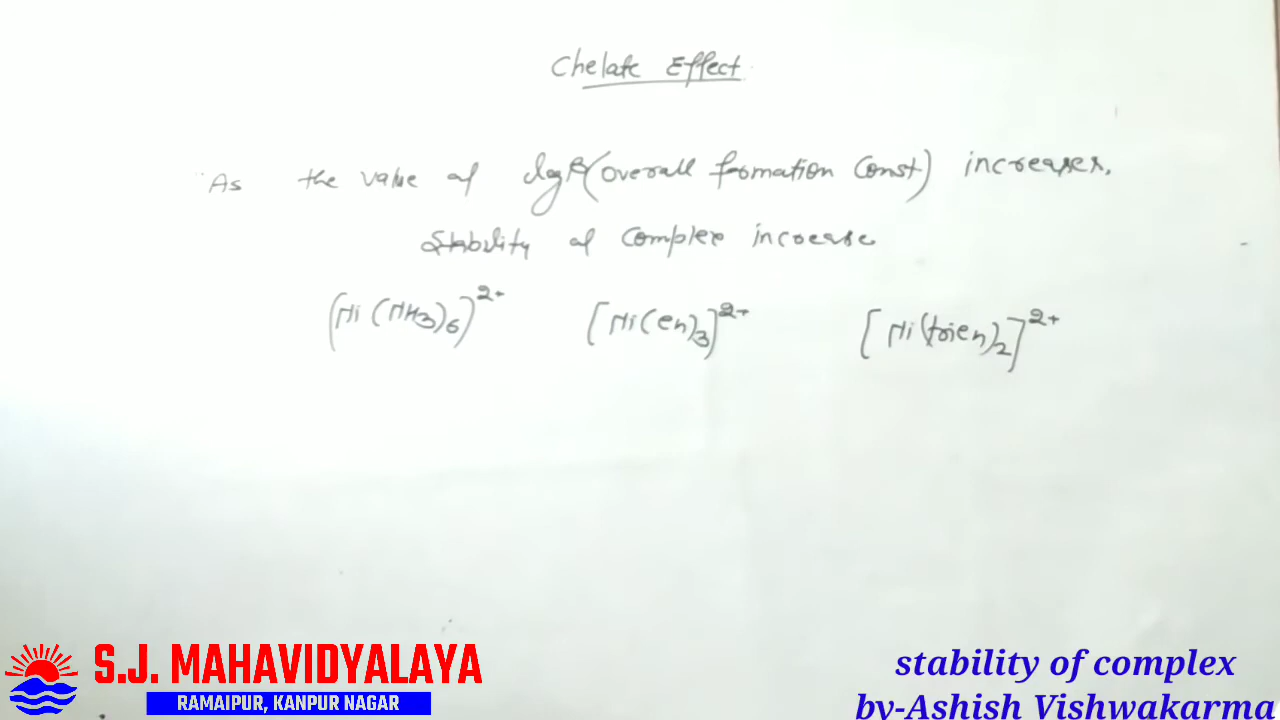 Chelate Effect
As the value of logβ (overall formation Const) increases.
Stability of Complex increase
(Ni(NH3)6)2+ [Ni(en)3]2+ [Ni(trien)2]2+
S.J. MAHAVIDYALAYA
RAMAIPUR, KANPUR NAGAR
stability of complex
by-Ashish Vishwakarma